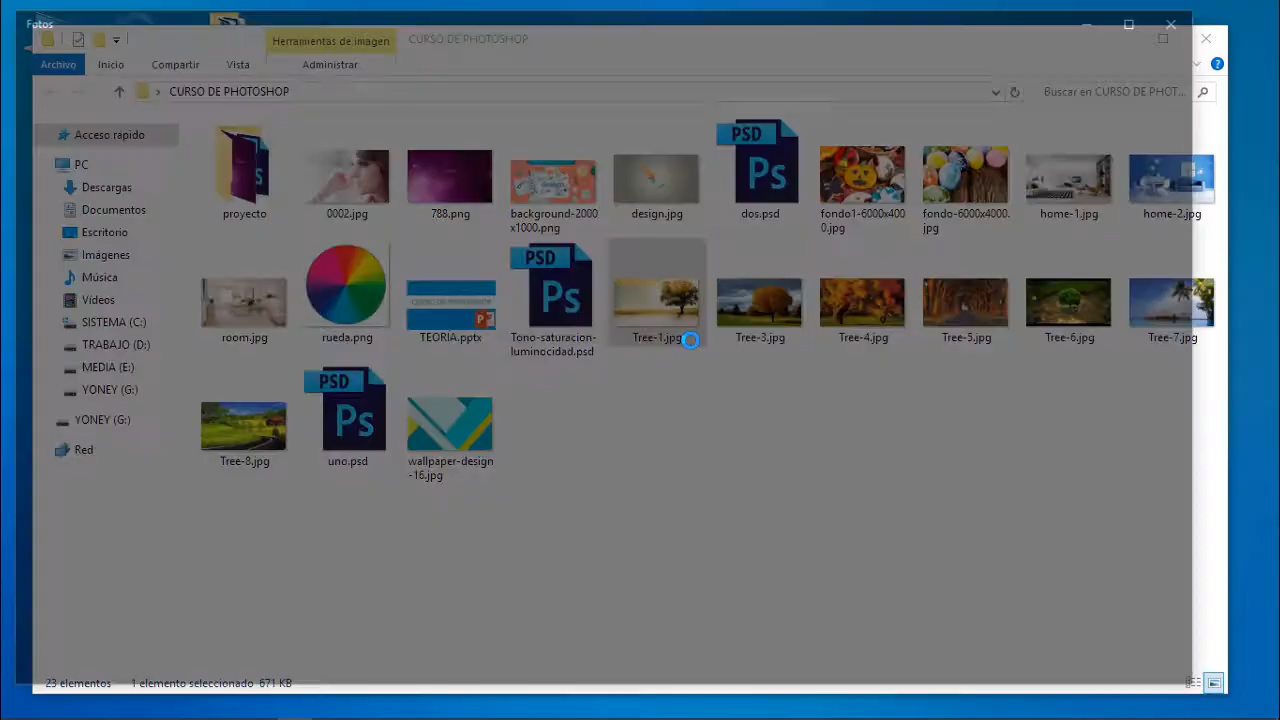 Fotos
Herramientas de imagen
CURSO DE PHOTOSHOP
Archivo
Inicio
Compartir
Vista
Administrar
CURSO DE PHOTOSHOP
Buscar en CURSO DE PHOT...
Acceso rápido
PC
Descargas
Documentos
Escritorio
Imágenes
Música
Vídeos
SISTEMA (C:)
TRABAJO (D:)
MEDIA (E:)
YONEY (G:)
YONEY (G:)
Red
PSD
Ps
proyecto
0002.jpg
788.png
background-2000
x1000.png
design.jpg
dos.psd
fondo1-6000x400
0.jpg
fondo-6000x4000.
jpg
home-1.jpg
home-2.jpg
PSD
Ps
CURSO DE PHOTOSHOP
room.jpg
rueda.png
TEORIA.pptx
Tono-saturacion-
luminocidad.psd
Tree-1.jpg
Tree-3.jpg
Tree-4.jpg
Tree-5.jpg
Tree-6.jpg
Tree-7.jpg
PSD
Ps
Tree-8.jpg
uno.psd
wallpaper-design
-16.jpg
23 elementos
1 elemento seleccionado 671 KB